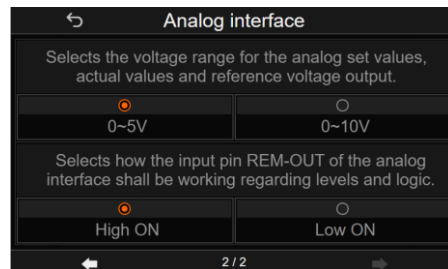 Analog interface
Selects the voltage range for the analog set values,
actual values and reference voltage output.
0~5V 0~10V
Selects how the input pin REM-OUT of the analog
interface shall be working regarding levels and logic.
High ON Low ON
2 / 2